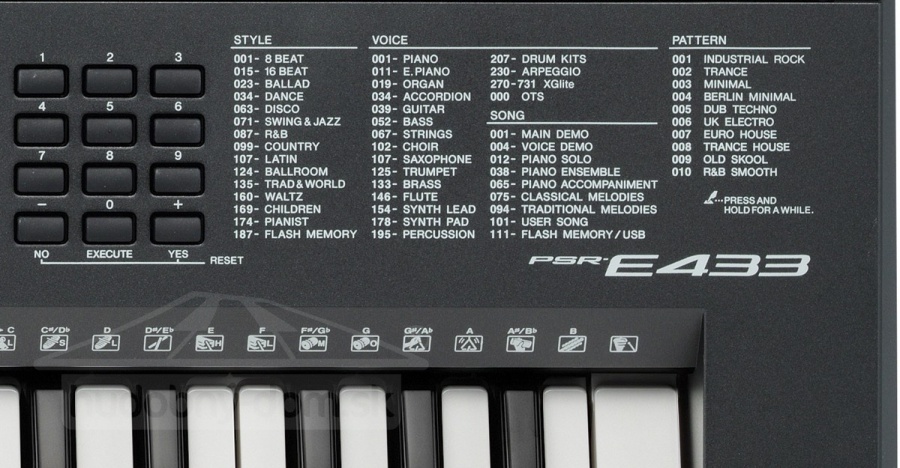 1 2 3
4 5 6
7 8 9
− 0 +
NO EXECUTE YES
RESET
STYLE
001- 8 BEAT
015- 16 BEAT
023- BALLAD
034- DANCE
063- DISCO
071- SWING & JAZZ
087- R&B
099- COUNTRY
107- LATIN
124- BALLROOM
135- TRAD & WORLD
160- WALTZ
169- CHILDREN
174- PIANIST
187- FLASH MEMORY
VOICE
001- PIANO
011- E.PIANO
019- ORGAN
034- ACCORDION
039- GUITAR
052- BASS
067- STRINGS
102- CHOIR
107- SAXOPHONE
125- TRUMPET
133- BRASS
146- FLUTE
154- SYNTH LEAD
178- SYNTH PAD
195- PERCUSSION
207- DRUM KITS
230- ARPEGGIO
270-731 XGlite
000 OTS
SONG
001- MAIN DEMO
004- VOICE DEMO
012- PIANO SOLO
038- PIANO ENSEMBLE
065- PIANO ACCOMPANIMENT
075- CLASSICAL MELODIES
094- TRADITIONAL MELODIES
101- USER SONG
111- FLASH MEMORY / USB
PATTERN
001 INDUSTRIAL ROCK
002 TRANCE
003 MINIMAL
004 BERLIN MINIMAL
005 DUB TECHNO
006 UK ELECTRO
007 EURO HOUSE
008 TRANCE HOUSE
009 OLD SKOOL
010 R&B SMOOTH
PRESS AND
HOLD FOR A WHILE.
PSR-E433
C C#/D♭ D D#/E♭ E F F#/G♭ G G#/A♭ A A#/B♭ B
L S L H L M O